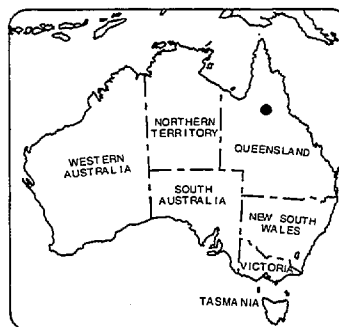 NORTHERN
TERRITORY
WESTERN
AUSTRALIA
QUEENSLAND
SOUTH
AUSTRALIA
NEW SOUTH
WALES
VICTORIA
TASMANIA